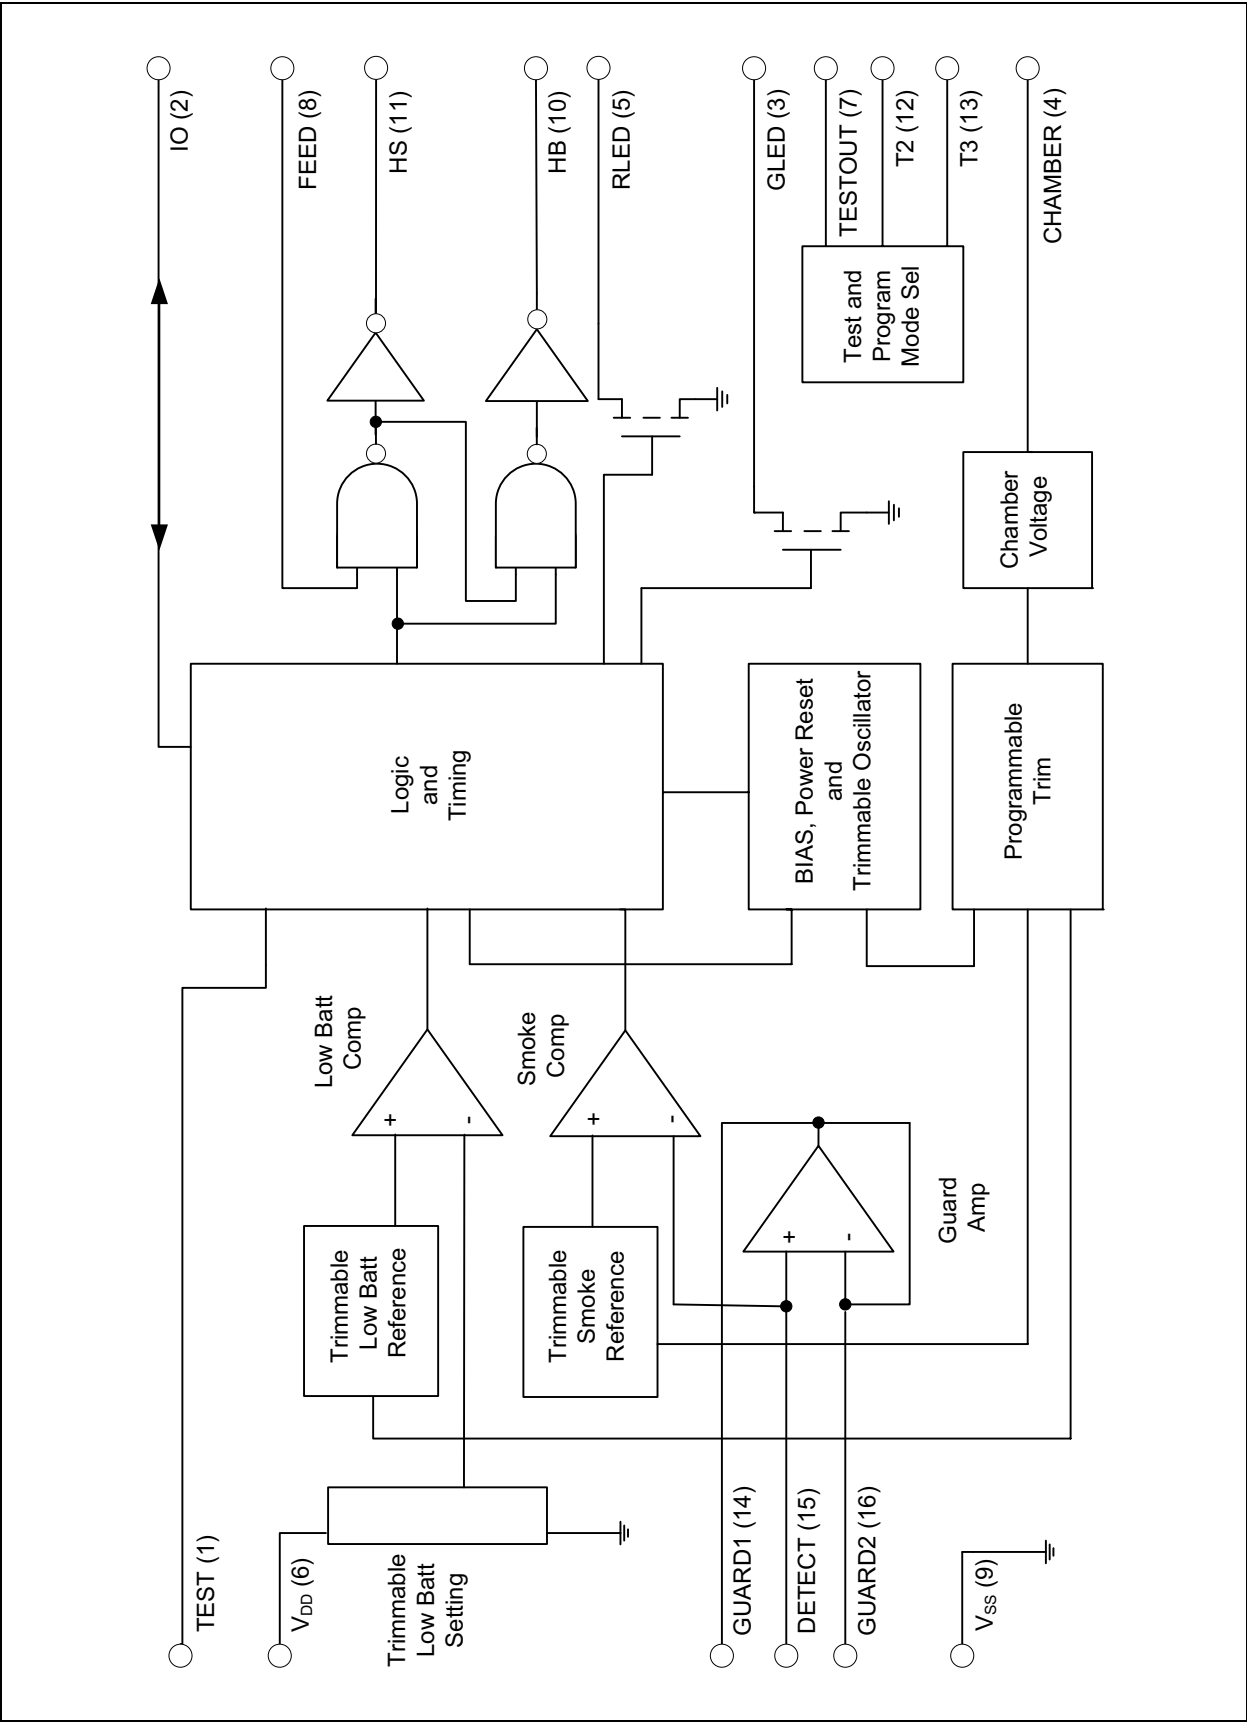 TEST (1)
V_DD (6)
Trimmable
Low Batt
Setting
GUARD1 (14)
DETECT (15)
GUARD2 (16)
V_SS (9)
Trimmable
Low Batt
Reference
Trimmable
Smoke
Reference
Low Batt
Comp
+
-
Smoke
Comp
+
-
+
-
Guard
Amp
Logic
and
Timing
BIAS, Power Reset
and
Trimmable Oscillator
Programmable
Trim
Chamber
Voltage
Test and
Program
Mode Sel
IO (2)
FEED (8)
HS (11)
HB (10)
RLED (5)
GLED (3)
TESTOUT (7)
T2 (12)
T3 (13)
CHAMBER (4)